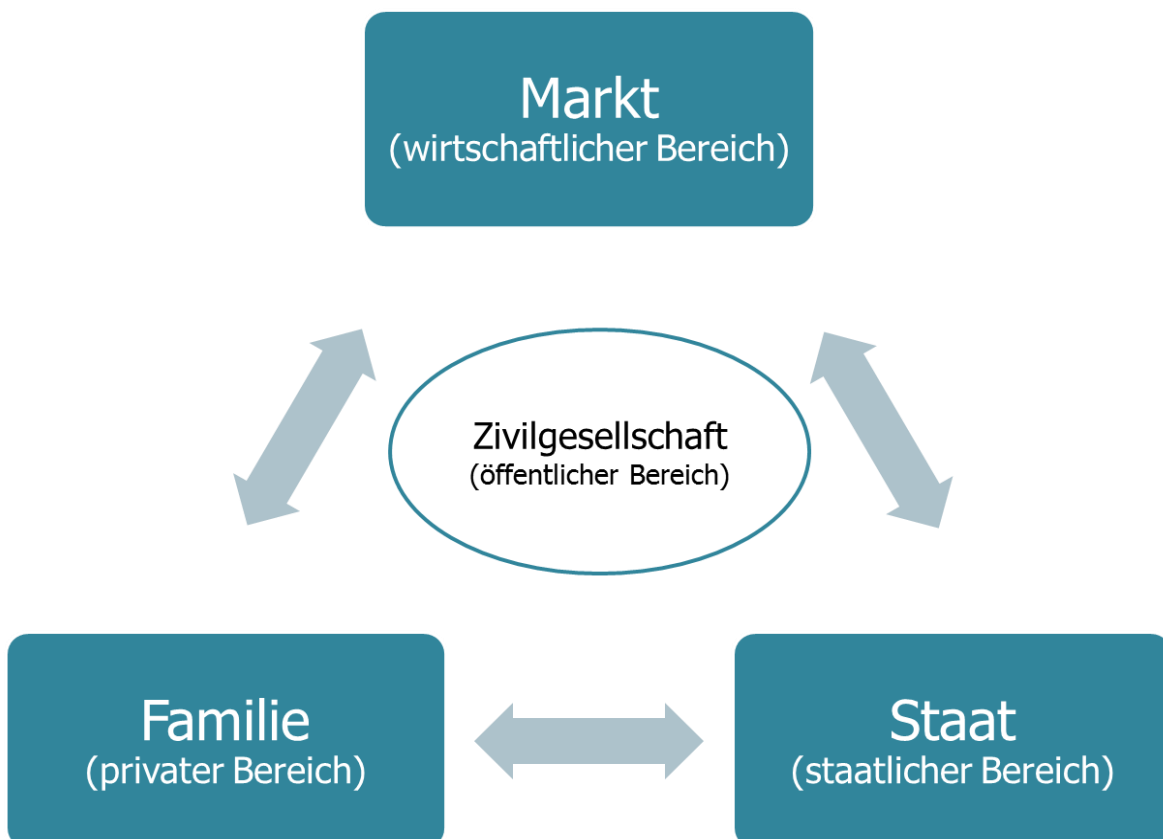 Markt
(wirtschaftlicher Bereich)
Zivilgesellschaft
(öffentlicher Bereich)
Familie
(privater Bereich)
Staat
(staatlicher Bereich)